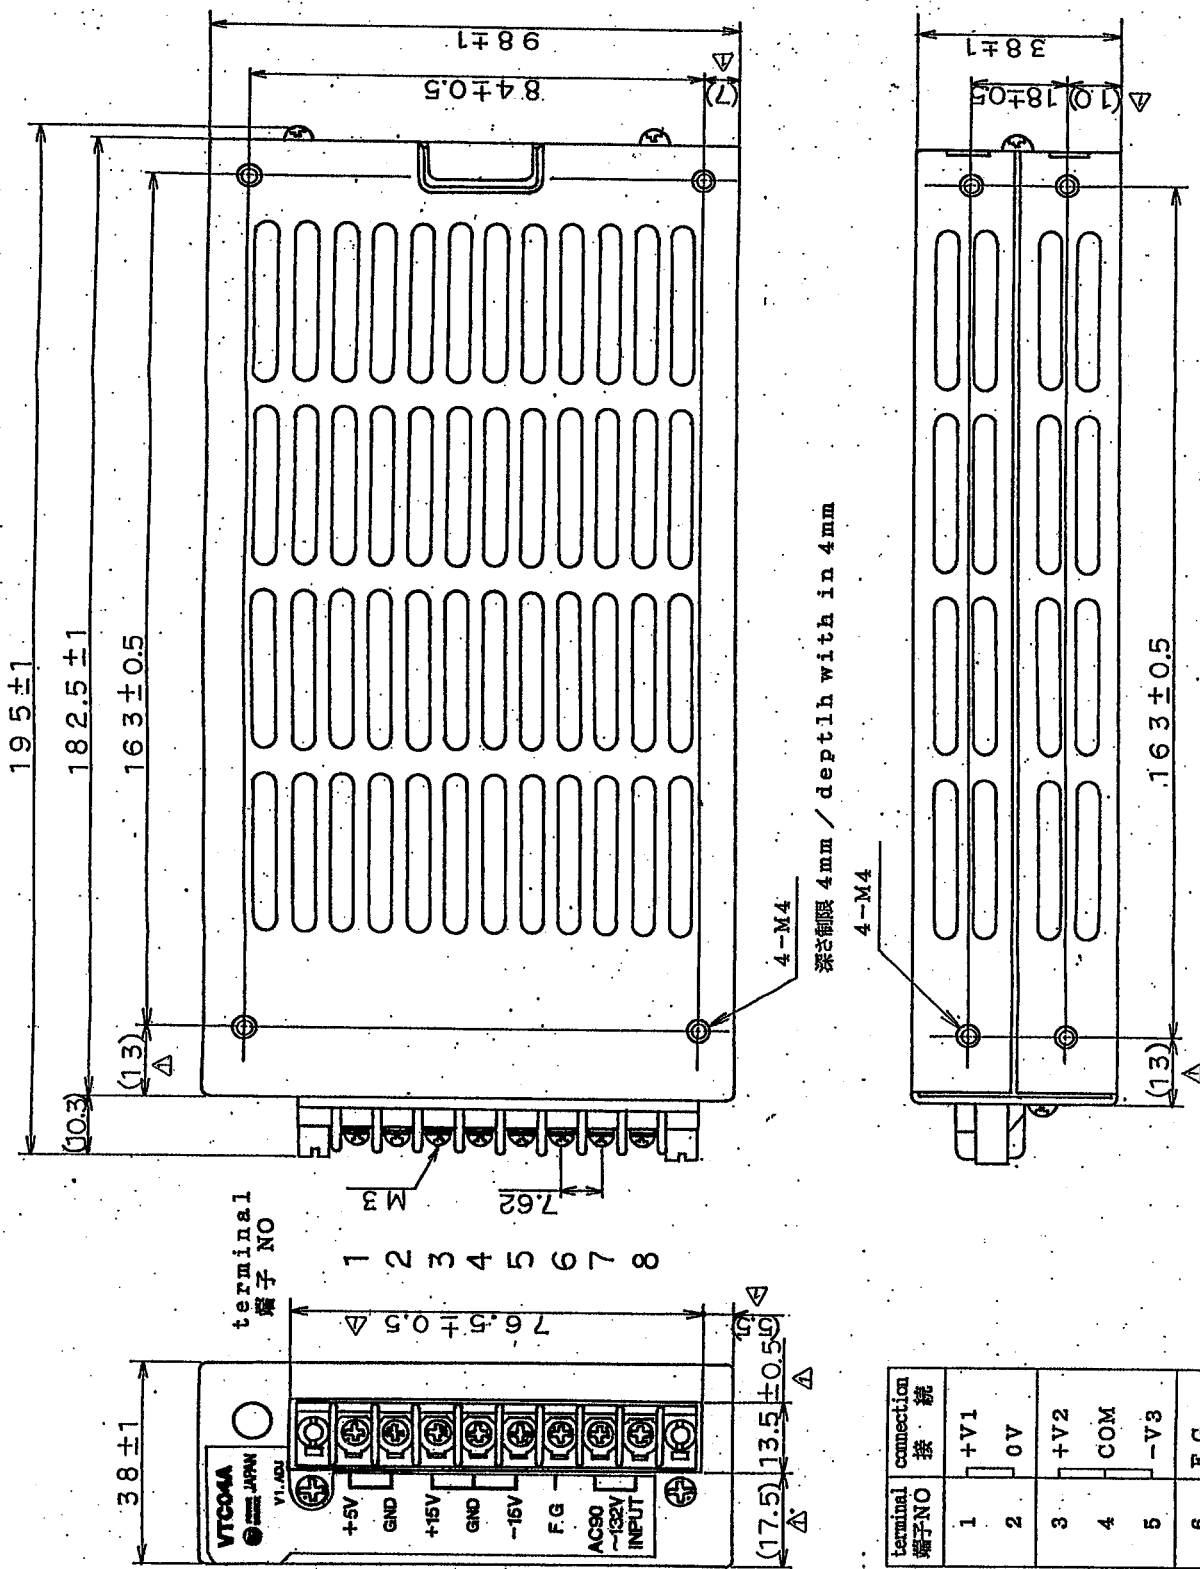 98±1
84±0.5
(7)
195±1
182.5±1
163±0.5
(13)
(10.3)
M3
7.62
4-M4
深さ制限 4mm / deptlh with in 4mm
4-M4
38±1
18±0.5
(10)
163±0.5
(13)
terminal
端子 NO
1
2
3
4
5
6
7
8
38±1
76.5±0.5
(5)
13.5±0.5
(17.5)
VTC04A
JAPAN
V1.ADJ
+5V
GND
+15V
GND
-15V
F.G
AC90
~132V
INPUT
terminal connection
端子NO 接 続
1 +V1
2 0V
3 +V2
4 COM
5 -V3